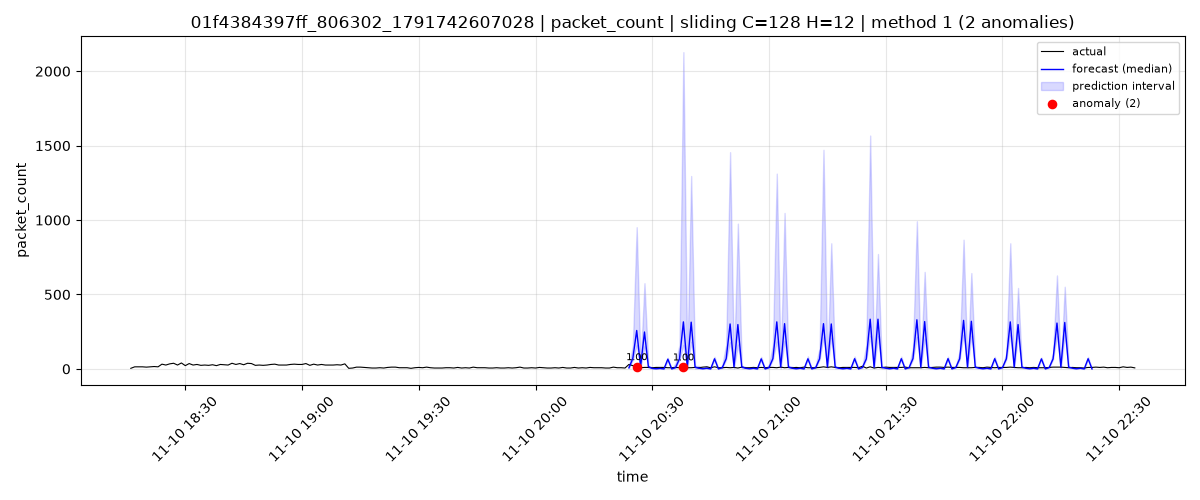 01f4384397ff_806302_1791742607028 | packet_count | sliding C=128 H=12 | method 1 (2 anomalies)
actual
forecast (median)
prediction interval
anomaly (2)
packet_count
2000
1500
1000
500
0
1.00
1.00
11-10 18:30
11-10 19:00
11-10 19:30
11-10 20:00
11-10 20:30
11-10 21:00
11-10 21:30
11-10 22:00
11-10 22:30
time